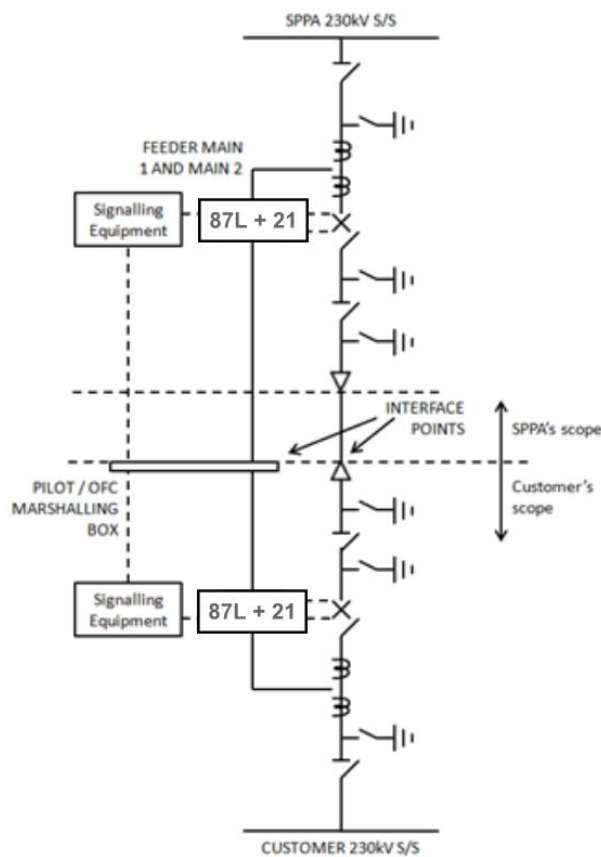 SPPA 230kV S/S
FEEDER MAIN
1 AND MAIN 2
Signalling
Equipment
87L + 21
INTERFACE
POINTS
SPPA's scope
Customer's
scope
PILOT / OFC
MARSHALLING
BOX
Signalling
Equipment
87L + 21
CUSTOMER 230kV S/S